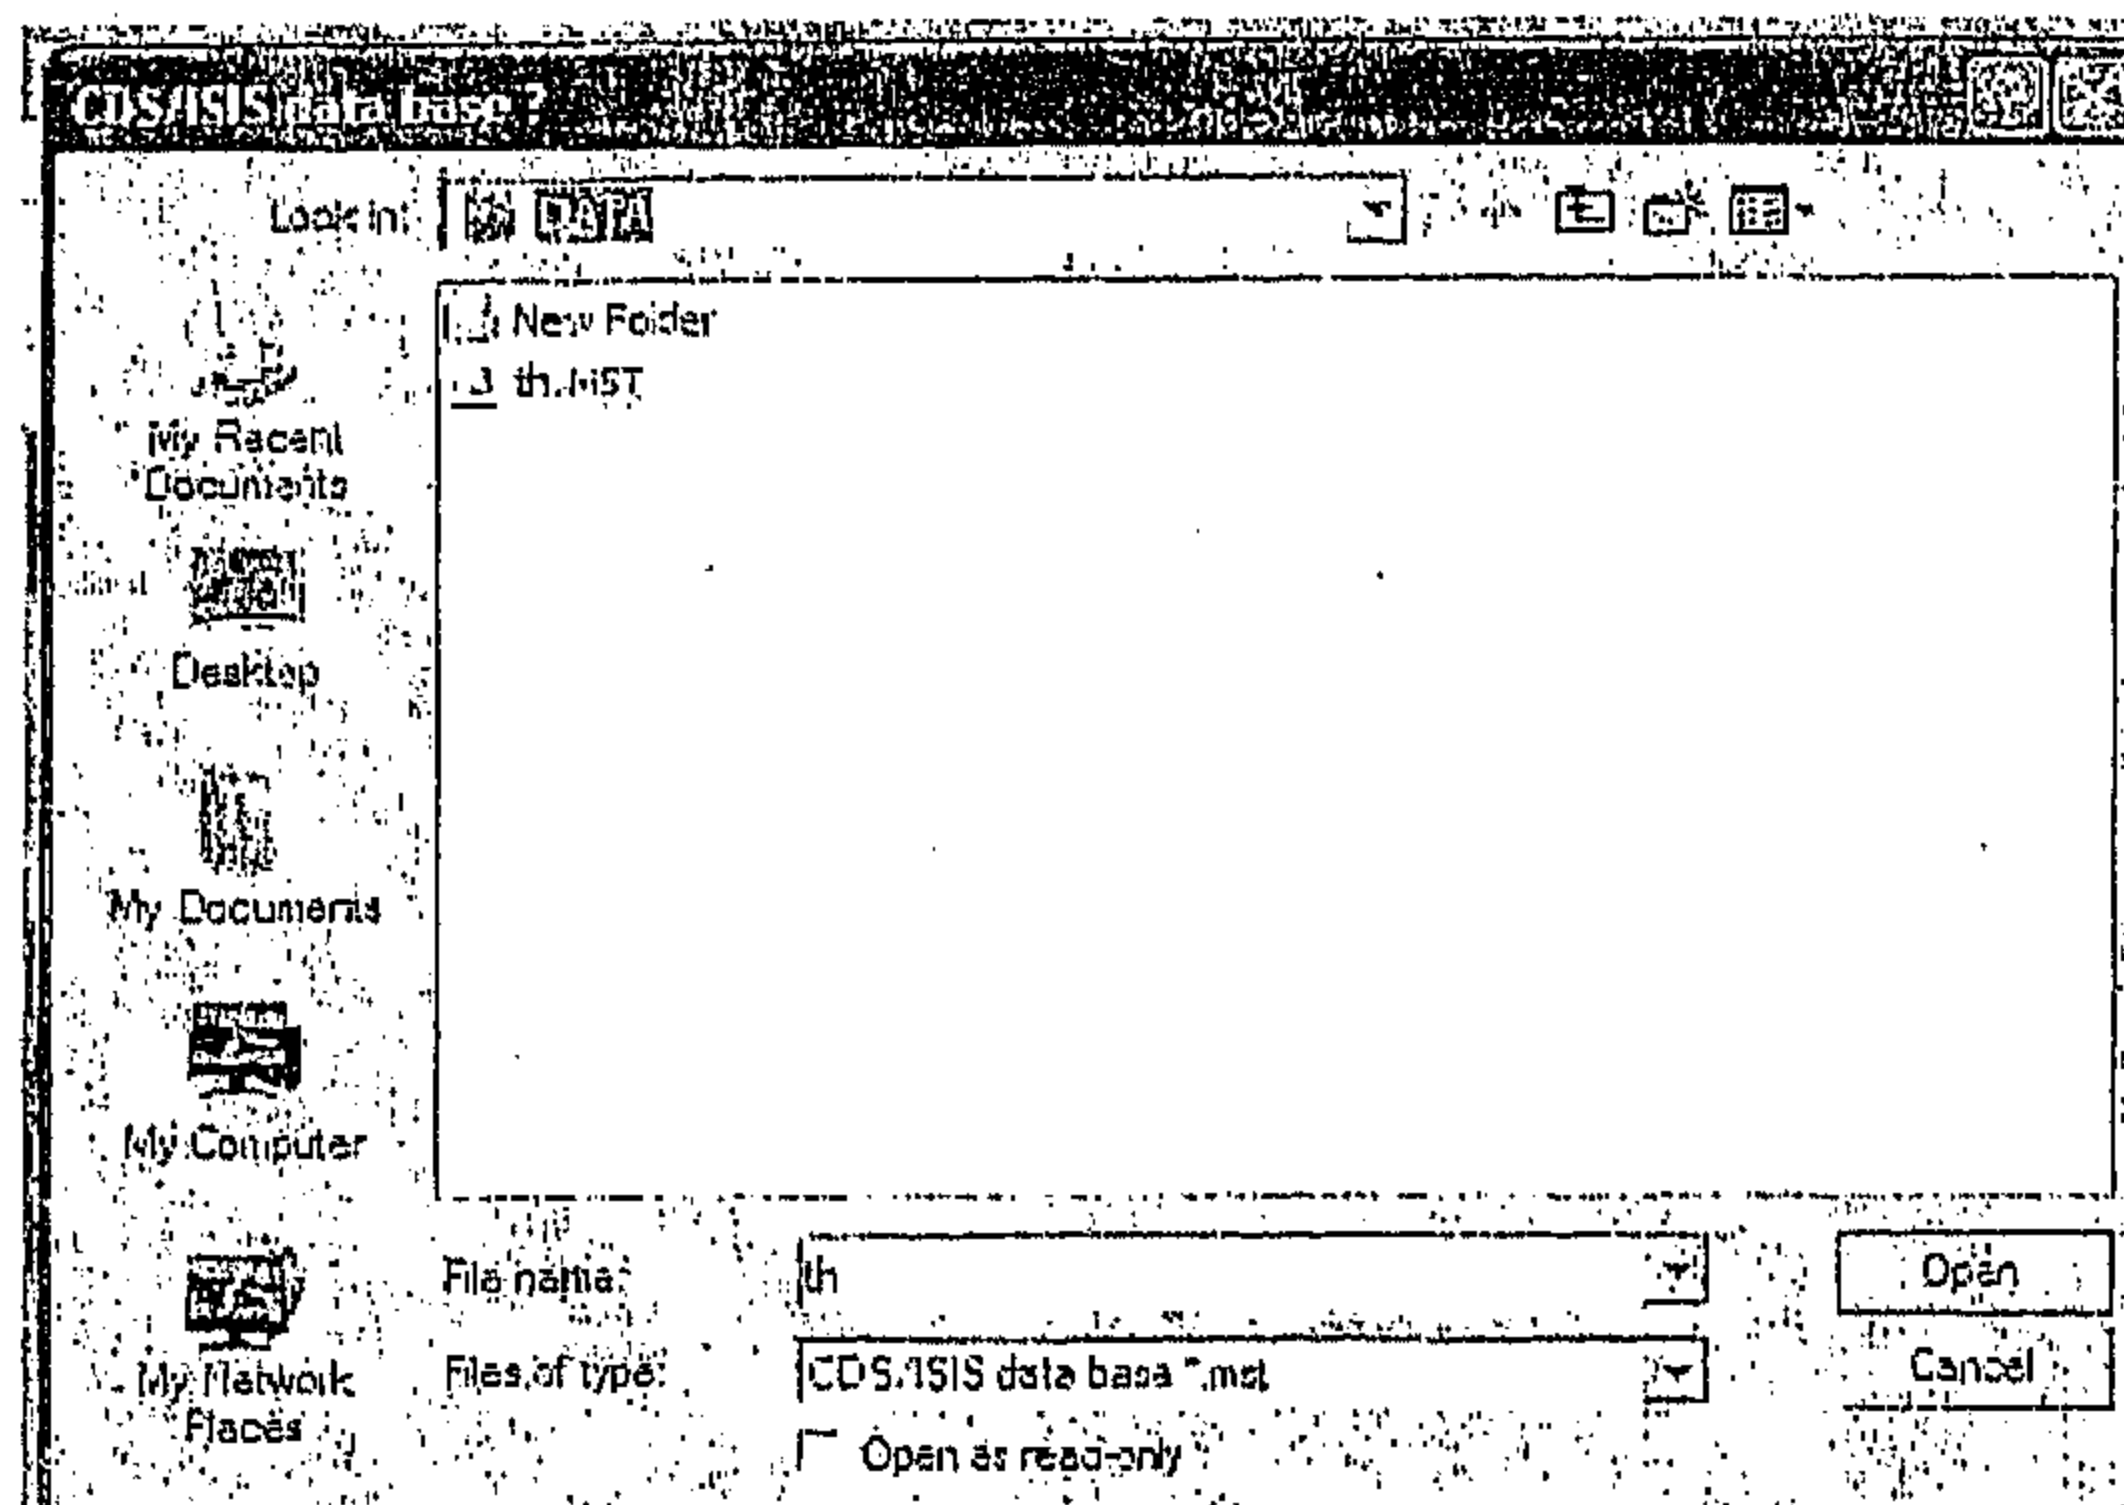 CDS/ISIS data base ?
Look in: DATA
New Folder
th.MST
My Recent
Documents
Desktop
My Documents
My Computer
My Network
Places
File name: th
Open
Files of type: CDS/ISIS data base *.mst
Cancel
Open as read-only